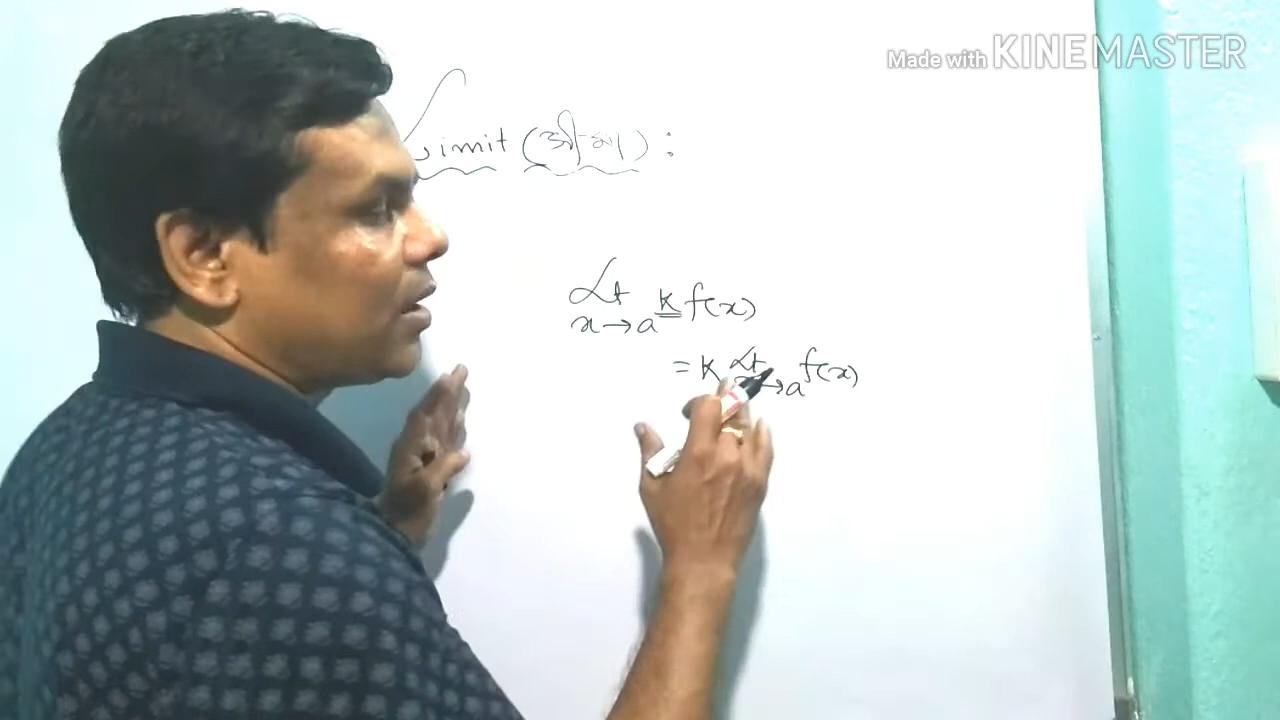 Made with KINEMASTER
Limit (সীমা) :
Lt x→a k f(x)
= k Lt x→a f(x)